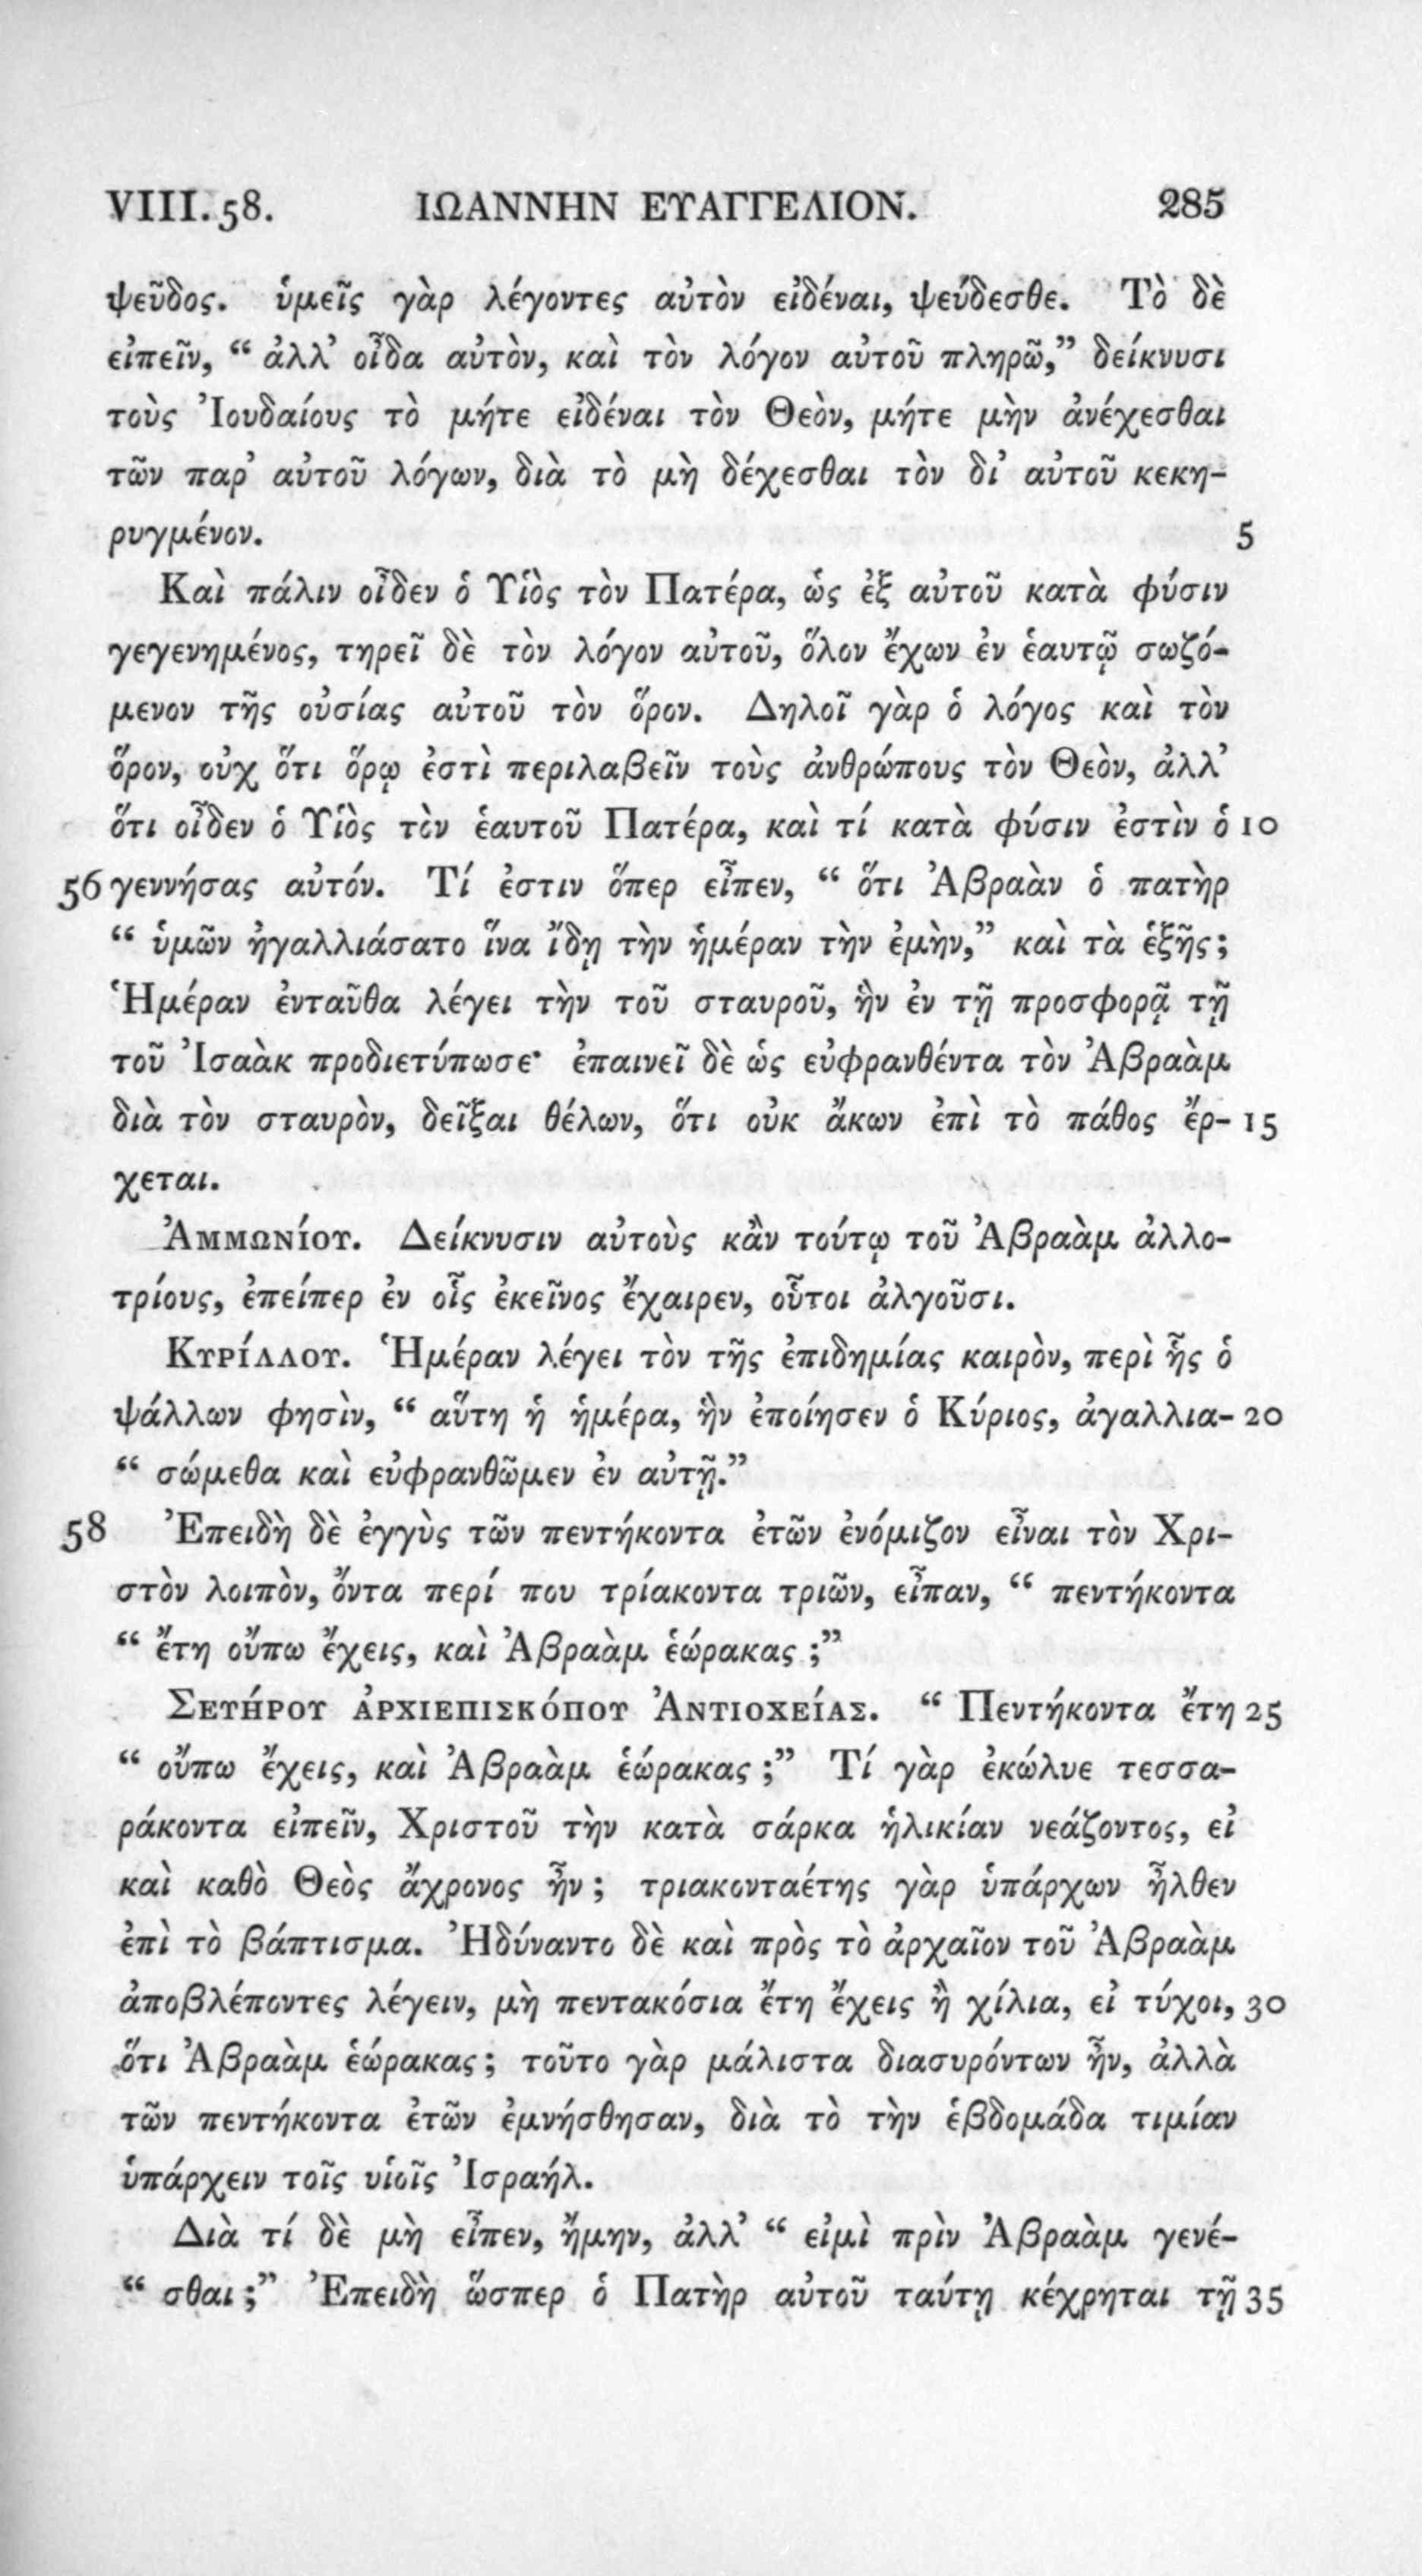 VIII. 58. ΙΩΑΝΝΗΝ ΕΥΑΓΓΕΛΙΟΝ. 285
ψεῦδος. ὑμεῖς γὰρ λέγοντες αὐτὸν εἰδέναι, ψεύδεσθε. Τὸ δὲ
εἰπεῖν, “ ἀλλ’ οἶδα αὐτὸν, καὶ τὸν λόγον αὐτοῦ πληρῶ,” δείκνυσι
τοὺς Ἰουδαίους τὸ μήτε εἰδέναι τὸν Θεὸν, μήτε μὴν ἀνέχεσθαι
τῶν παρ’ αὐτοῦ λόγων, διὰ τὸ μὴ δέχεσθαι τὸν δι’ αὐτοῦ κεκη-
ρυγμένον. 5
Καὶ πάλιν οἶδεν ὁ Υἱὸς τὸν Πατέρα, ὡς ἐξ αὐτοῦ κατὰ φύσιν
γεγενημένος, τηρεῖ δὲ τὸν λόγον αὐτοῦ, ὅλον ἔχων ἐν ἑαυτῷ σωζό-
μενον τῆς οὐσίας αὐτοῦ τὸν ὅρον. Δηλοῖ γὰρ ὁ λόγος καὶ τὸν
ὅρον, οὐχ ὅτι ὅρῳ ἐστὶ περιλαβεῖν τοὺς ἀνθρώπους τὸν Θεὸν, ἀλλ’
ὅτι οἶδεν ὁ Υἱὸς τὸν ἑαυτοῦ Πατέρα, καὶ τί κατὰ φύσιν ἐστὶν ὁ 10
56 γεννήσας αὐτόν. Τί ἐστιν ὅπερ εἶπεν, “ ὅτι Ἀβραὰν ὁ πατὴρ
“ ὑμῶν ἠγαλλιάσατο ἵνα ἴδῃ τὴν ἡμέραν τὴν ἐμὴν,” καὶ τὰ ἑξῆς;
Ἡμέραν ἐνταῦθα λέγει τὴν τοῦ σταυροῦ, ἣν ἐν τῇ προσφορᾷ τῇ
τοῦ Ἰσαὰκ προδιετύπωσε· ἐπαινεῖ δὲ ὡς εὐφρανθέντα τὸν Ἀβραὰμ
διὰ τὸν σταυρὸν, δεῖξαι θέλων, ὅτι οὐκ ἄκων ἐπὶ τὸ πάθος ἔρ- 15
χεται.
Ἀμμωνίου. Δείκνυσιν αὐτοὺς κἂν τούτῳ τοῦ Ἀβραὰμ ἀλλο-
τρίους, ἐπείπερ ἐν οἷς ἐκεῖνος ἔχαιρεν, οὗτοι ἀλγοῦσι.
Κυρίλλου. Ἡμέραν λέγει τὸν τῆς ἐπιδημίας καιρὸν, περὶ ἧς ὁ
ψάλλων φησὶν, “ αὕτη ἡ ἡμέρα, ἣν ἐποίησεν ὁ Κύριος, ἀγαλλια- 20
“ σώμεθα καὶ εὐφρανθῶμεν ἐν αὐτῇ.”
58 Ἐπειδὴ δὲ ἐγγὺς τῶν πεντήκοντα ἐτῶν ἐνόμιζον εἶναι τὸν Χρι-
στὸν λοιπὸν, ὄντα περί που τρίακοντα τριῶν, εἶπαν, “ πεντήκοντα
“ ἔτη οὔπω ἔχεις, καὶ Ἀβραὰμ ἑώρακας ;”
Σευήρου ἀρχιεπισκόπου Ἀντιοχείας. “ Πεντήκοντα ἔτη 25
“ οὔπω ἔχεις, καὶ Ἀβραὰμ ἑώρακας ;” Τί γὰρ ἐκώλυε τεσσα-
ράκοντα εἰπεῖν, Χριστοῦ τὴν κατὰ σάρκα ἡλικίαν νεάζοντος, εἰ
καὶ καθὸ Θεὸς ἄχρονος ἦν ; τριακονταέτης γὰρ ὑπάρχων ἦλθεν
ἐπὶ τὸ βάπτισμα. Ἠδύναντο δὲ καὶ πρὸς τὸ ἀρχαῖον τοῦ Ἀβραὰμ
ἀποβλέποντες λέγειν, μὴ πεντακόσια ἔτη ἔχεις ἢ χίλια, εἰ τύχοι, 30
ὅτι Ἀβραὰμ ἑώρακας ; τοῦτο γὰρ μάλιστα διασυρόντων ἦν, ἀλλὰ
τῶν πεντήκοντα ἐτῶν ἐμνήσθησαν, διὰ τὸ τὴν ἑβδομάδα τιμίαν
ὑπάρχειν τοῖς υἱοῖς Ἰσραήλ.
Διὰ τί δὲ μὴ εἶπεν, ἤμην, ἀλλ’ “ εἰμὶ πρὶν Ἀβραὰμ γενέ-
“ σθαι ;” Ἐπειδὴ ὥσπερ ὁ Πατὴρ αὐτοῦ ταύτῃ κέχρηται τῇ 35